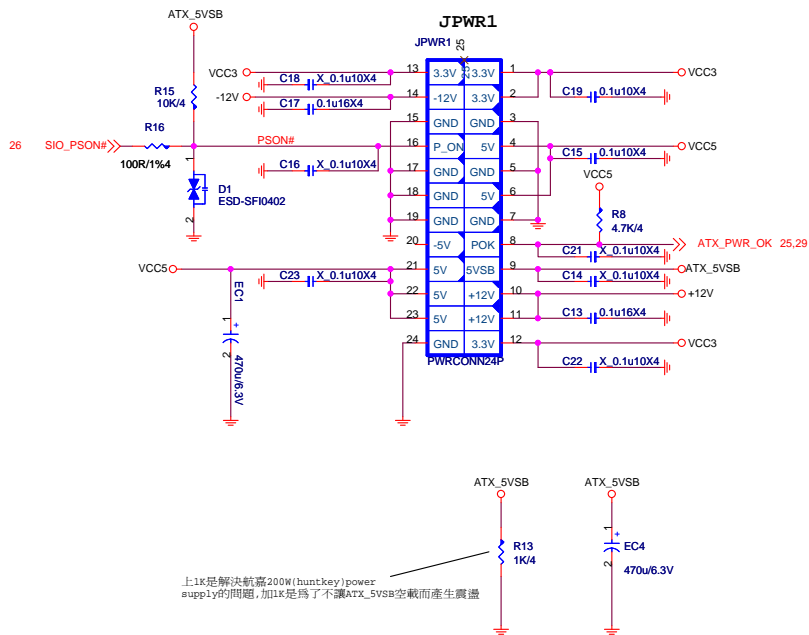 ATX_5VSB
JPWR1
JPWR1
25
25 X
VCC3
13
3.3V
3.3V
1
VCC3
C18
X_0.1u10X4
R15
10K/4
-12V
14
-12V
3.3V
2
C19
0.1u10X4
C17
0.1u16X4
15
GND
GND
3
R16
26
SIO_PSON#
PSON#
16
P_ON
5V
4
VCC5
100R/1%4
1
C16
X_0.1u10X4
C15
X_0.1u10X4
17
GND
GND
5
VCC5
D1
ESD-SFI0402
18
GND
5V
6
2
19
GND
GND
7
R8
4.7K/4
20
-5V
POK
8
ATX_PWR_OK
25,29
C21
X_0.1u10X4
VCC5
21
5V
5VSB
9
ATX_5VSB
C23
X_0.1u10X4
C14
X_0.1u10X4
EC1
22
5V
+12V
10
+12V
1
+
23
5V
+12V
11
C13
0.1u16X4
2
24
GND
3.3V
12
VCC3
470u/6.3V
PWRCONN24P
C22
X_0.1u10X4
ATX_5VSB
ATX_5VSB
R13
1K/4
1
+
EC4
2
470u/6.3V
上1K是解決航嘉200W(huntkey)power
supply的問題,加1K是爲了不讓ATX_5VSB空載而產生震盪